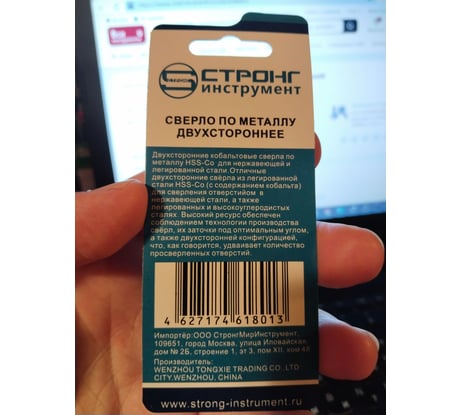 СТРОНГ
инструмент
СВЕРЛО ПО МЕТАЛЛУ
ДВУХСТОРОННЕЕ
Двухсторонние кобальтовые сверла по
металлу HSS-Co для нержавеющей и
легированной стали. Отличные
двухсторонние свёрла из легированной
стали HSS-Co (с содержанием кобальта)
для сверления отверстий в
нержавеющей стали, а также
легированных и высокоуглеродистых
сталях. Высокий ресурс обеспечен
соблюдением технологии производства
свёрл, их заточки под оптимальным углом,
а также двухсторонней конфигурацией,
что, как говорится, удваивает количество
просверленных отверстий.
4 627174 618013
Импортёр:ООО СтронгМирИнструмент,
109651, город Москва, улица Иловайская,
дом № 2Б, строение 1, эт 3, пом XII, ком 4Л
Производитель:
WENZHOU TONGXIE TRADING CO.,LTD
CITY.WENZHOU, CHINA
www.strong-instrument.ru